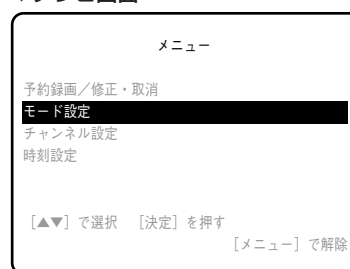 メニュー
予約録画／修正・取消
モード設定
チャンネル設定
時刻設定
［▲▼］で選択　［決定］を押す
［メニュー］で解除